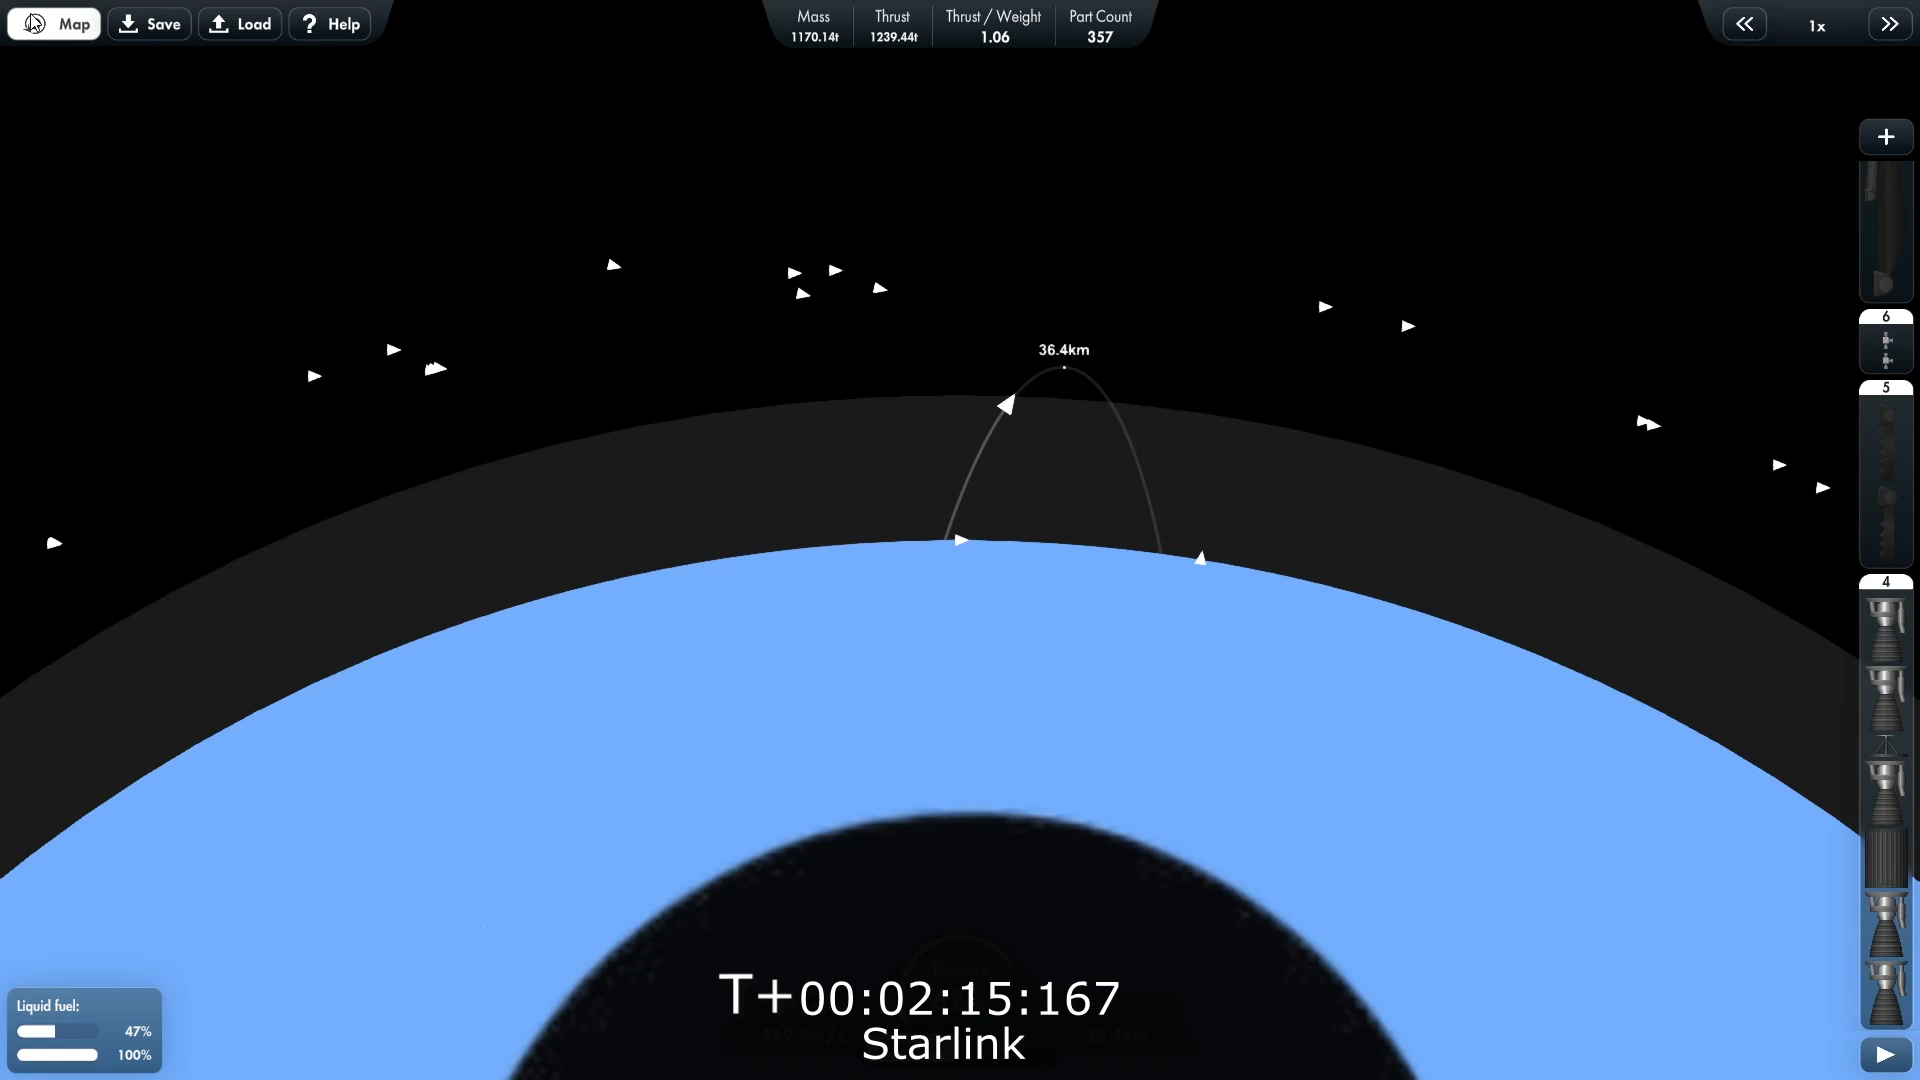 Map Save Load ? Help
Mass Thrust Thrust / Weight Part Count
1170.14t 1239.44t 1.06 357
1x
36.4km
6
5
4
Liquid fuel:
47%
100%
T+00:02:15:167
Starlink